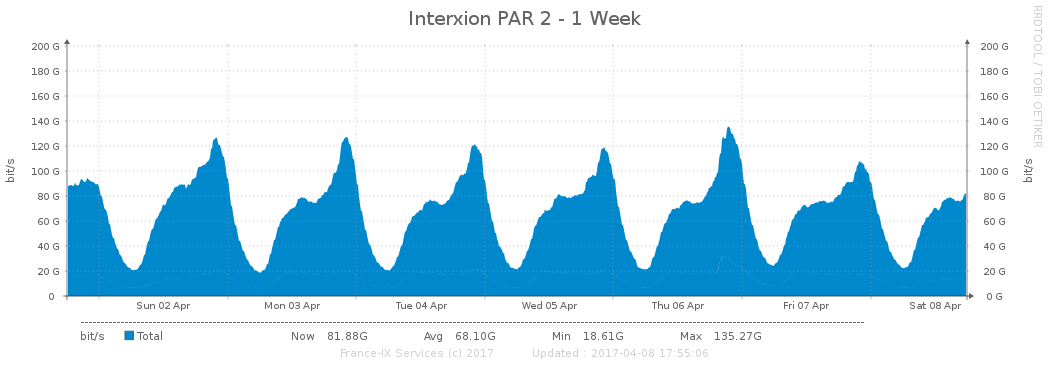 Interxion PAR 2 - 1 Week
RRDTOOL / TOBI OETIKER
bit/s
200 G 200 G
180 G 180 G
160 G 160 G
140 G 140 G
120 G 120 G
100 G 100 G
80 G 80 G
60 G 60 G
40 G 40 G
20 G 20 G
0 0 G
bit/s
Sun 02 Apr Mon 03 Apr Tue 04 Apr Wed 05 Apr Thu 06 Apr Fri 07 Apr Sat 08 Apr
bit/s Total Now 81.88G Avg 68.10G Min 18.61G Max 135.27G
France-IX Services (c) 2017 Updated : 2017-04-08 17:55:06